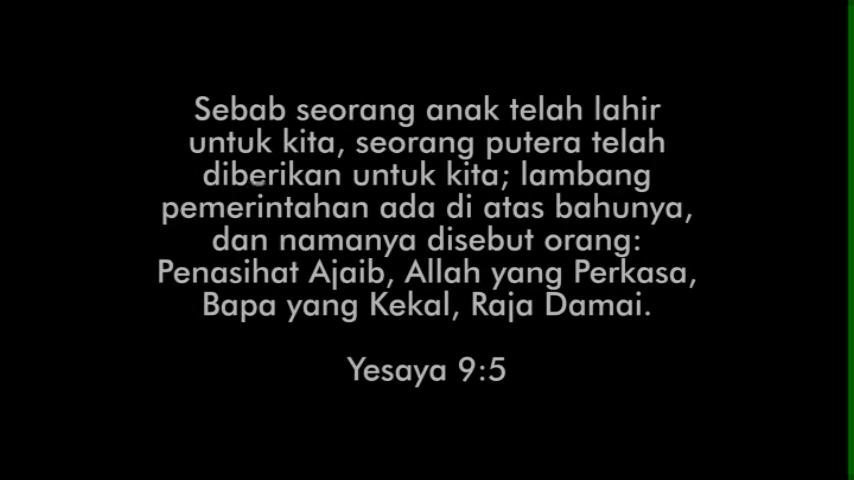 Sebab seorang anak telah lahir
untuk kita, seorang putera telah
diberikan untuk kita; lambang
pemerintahan ada di atas bahunya,
dan namanya disebut orang:
Penasihat Ajaib, Allah yang Perkasa,
Bapa yang Kekal, Raja Damai.
Yesaya 9:5